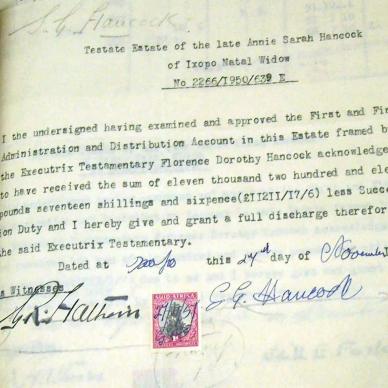 S. G. Hancock
Testate Estate of the late Annie Sarah Hancock
of Ixopo Natal Widow
No 2266/1950/639 E
I the undersigned having examined and approved the First and Fi
Administration and Distribution Account in this Estate framed b
the Executrix Testamentary Florence Dorothy Hancock acknowledge
to have received the sum of eleven thousand two hundred and ele
pounds seventeen shillings and sixpence(£11211/17/6) less Succe
ion Duty and I hereby give and grant a full discharge therefor
the said Executrix Testamentary.
Dated at Ixopo this 27th day of November
s Witnesses
SUID-AFRIKA
E G Hancock